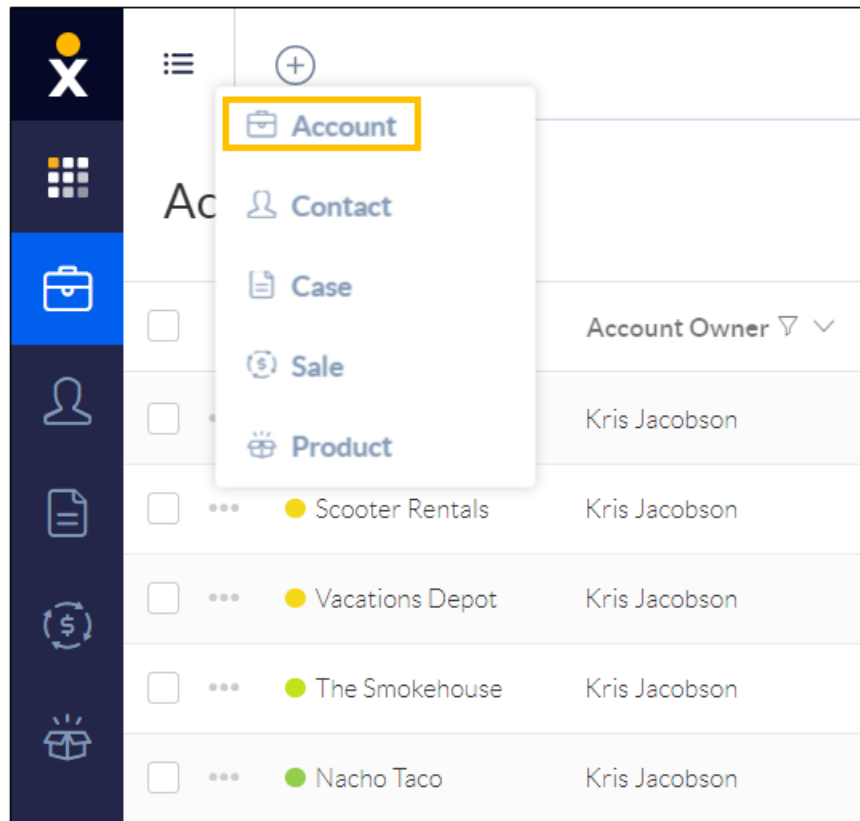 Account
Ac
Contact
Case
Account Owner
Sale
Kris Jacobson
Product
Scooter Rentals Kris Jacobson
Vacations Depot Kris Jacobson
The Smokehouse Kris Jacobson
Nacho Taco Kris Jacobson